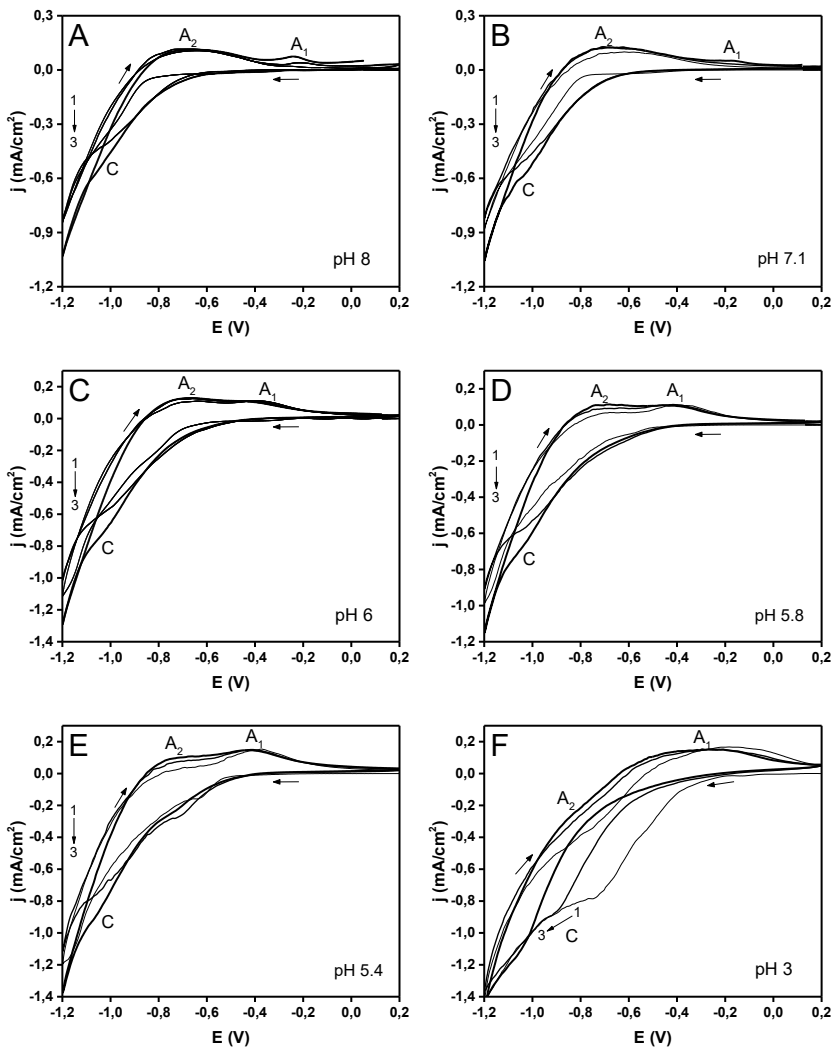 A
A2
A1
0,3
0,0
-0,3
-0,6
-0,9
-1,2
j (mA/cm2)
1
3
C
pH 8
-1,2 -1,0 -0,8 -0,6 -0,4 -0,2 0,0 0,2
E (V)
B
A2
A1
0,3
0,0
-0,3
-0,6
-0,9
-1,2
j (mA/cm2)
1
3
C
pH 7.1
-1,2 -1,0 -0,8 -0,6 -0,4 -0,2 0,0 0,2
E (V)
C
A2
A1
0,2
0,0
-0,2
-0,4
-0,6
-0,8
-1,0
-1,2
-1,4
j (mA/cm2)
1
3
C
pH 6
-1,2 -1,0 -0,8 -0,6 -0,4 -0,2 0,0 0,2
E (V)
D
A2
A1
0,2
0,0
-0,2
-0,4
-0,6
-0,8
-1,0
-1,2
j (mA/cm2)
1
3
C
pH 5.8
-1,2 -1,0 -0,8 -0,6 -0,4 -0,2 0,0 0,2
E (V)
E
A2
A1
0,2
0,0
-0,2
-0,4
-0,6
-0,8
-1,0
-1,2
-1,4
j (mA/cm2)
1
3
C
pH 5.4
-1,2 -1,0 -0,8 -0,6 -0,4 -0,2 0,0 0,2
E (V)
F
A1
A2
0,2
0,0
-0,2
-0,4
-0,6
-0,8
-1,0
-1,2
-1,4
j (mA/cm2)
1
3
C
pH 3
-1,2 -1,0 -0,8 -0,6 -0,4 -0,2 0,0 0,2
E (V)